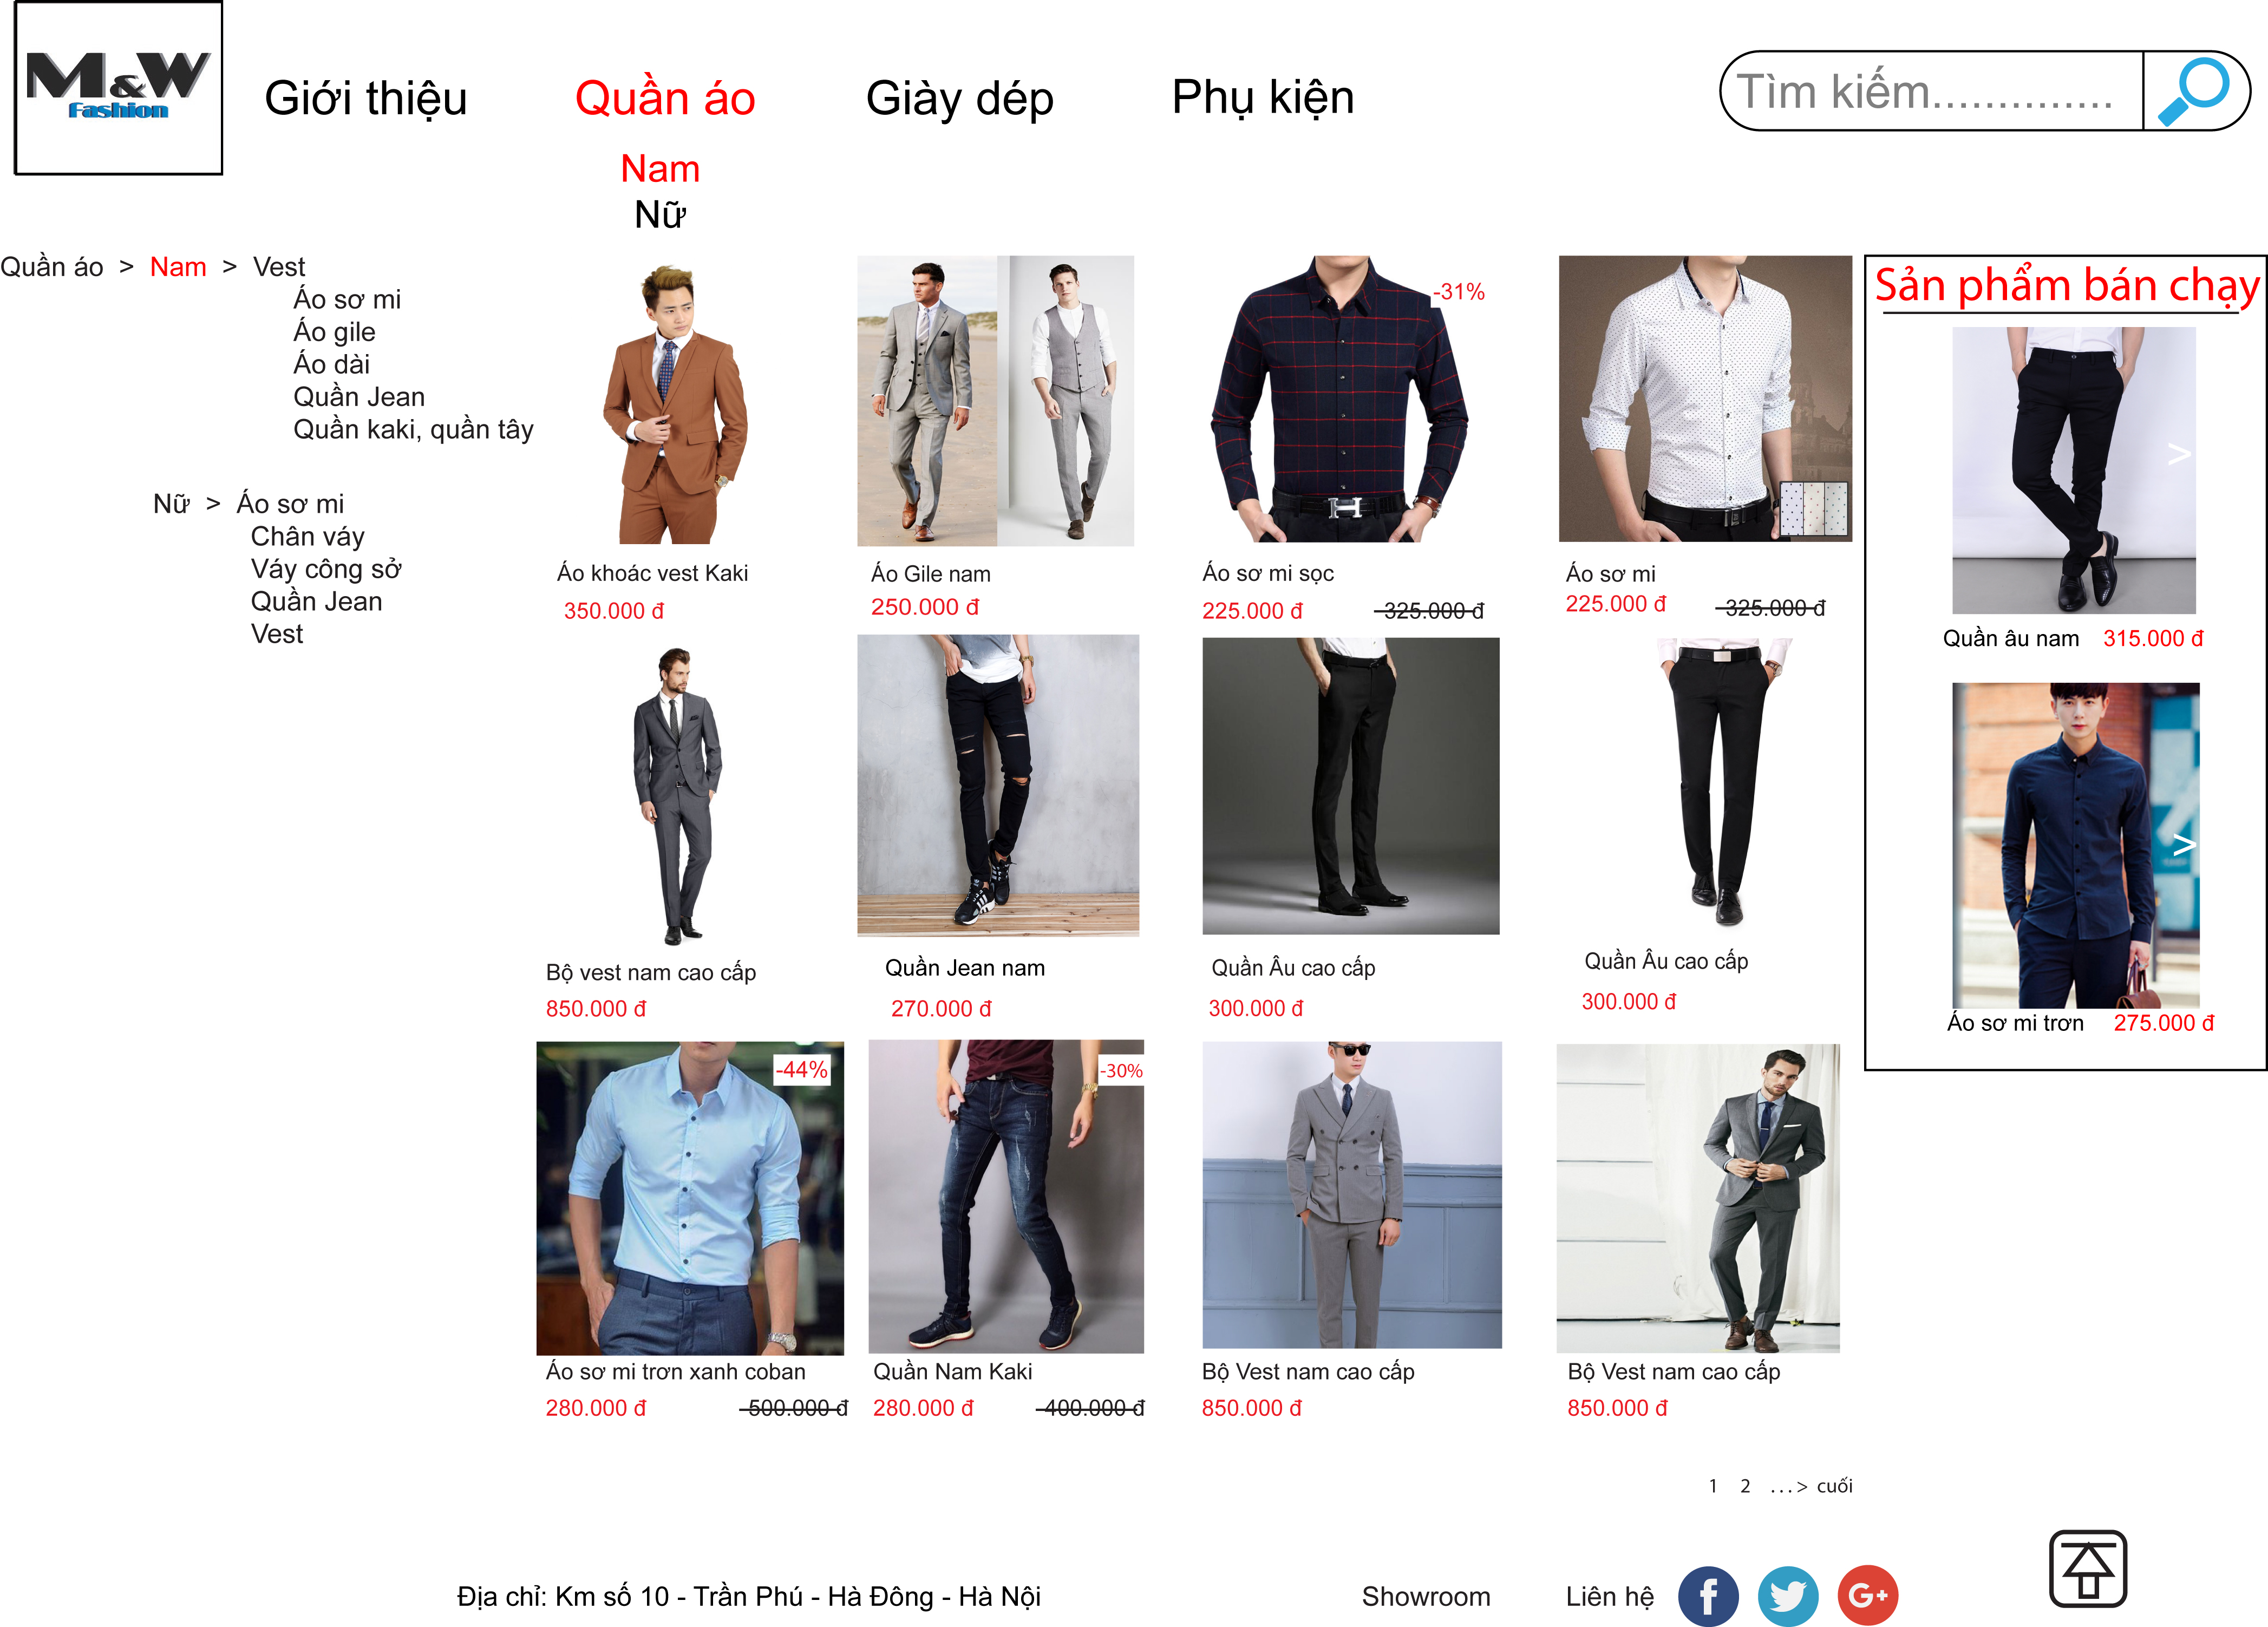 M&W
Fashion
Giới thiệu
Quần áo
Giày dép
Phụ kiện
Tìm kiếm..............
Nam
Nữ
Quần áo > Nam > Vest
Áo sơ mi
Áo gile
Áo dài
Quần Jean
Quần kaki, quần tây
Nữ > Áo sơ mi
Chân váy
Váy công sở
Quần Jean
Vest
-31%
Áo khoác vest Kaki
350.000 đ
Áo Gile nam
250.000 đ
Áo sơ mi sọc
225.000 đ 325.000 đ
Áo sơ mi
225.000 đ 325.000 đ
Bộ vest nam cao cấp
850.000 đ
Quần Jean nam
270.000 đ
Quần Âu cao cấp
300.000 đ
Quần Âu cao cấp
300.000 đ
-44%
Áo sơ mi trơn xanh coban
280.000 đ 500.000 đ
-30%
Quần Nam Kaki
280.000 đ 400.000 đ
Bộ Vest nam cao cấp
850.000 đ
Bộ Vest nam cao cấp
850.000 đ
Sản phẩm bán chạy
>
Quần âu nam 315.000 đ
>
Áo sơ mi trơn 275.000 đ
1 2 ...> cuối
Địa chỉ: Km số 10 - Trần Phú - Hà Đông - Hà Nội
Showroom
Liên hệ
f
G+